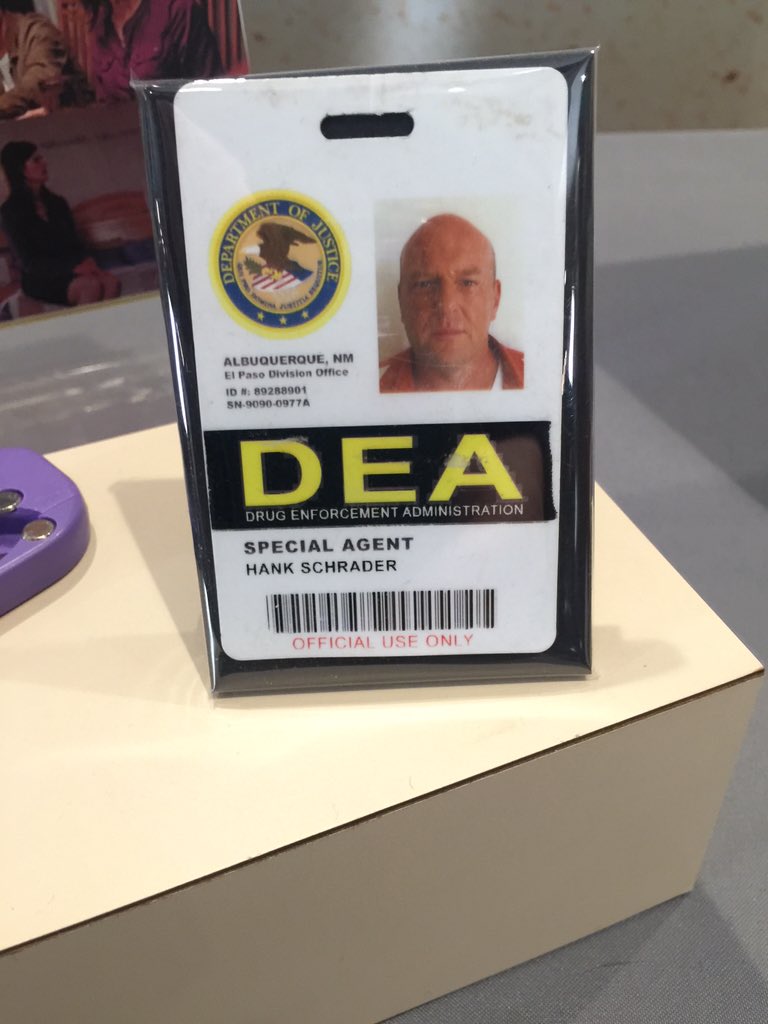 DEPARTMENT OF JUSTICE
ALBUQUERQUE, NM
El Paso Division Office
ID #: 89288901
SN-9090-0977A
DEA
DRUG ENFORCEMENT ADMINISTRATION
SPECIAL AGENT
HANK SCHRADER
OFFICIAL USE ONLY